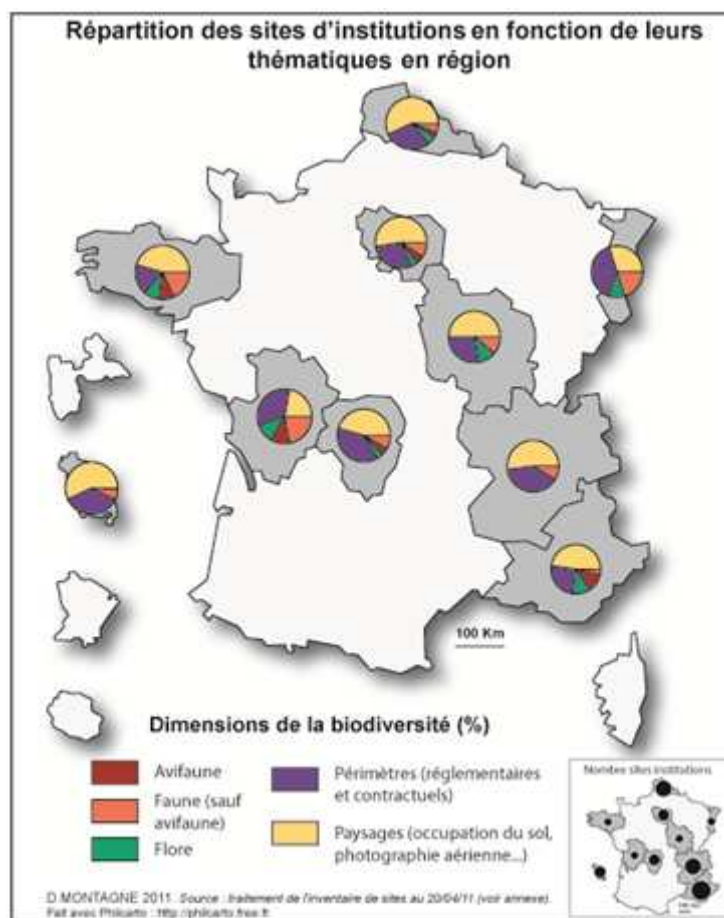 Répartition des sites d'institutions en fonction de leurs
thématiques en région
100 Km
Dimensions de la biodiversité (%)
Avifaune
Faune (sauf
avifaune)
Flore
Périmètres (réglementaires
et contractuels)
Paysages (occupation du sol,
photographie aérienne...)
Nombre sites institutions
D.MONTAGNE 2011. Source : traitement de l'inventaire de sites au 20/04/11 (voir annexe).
Fait avec Philcarto : http://philcarto.free.fr